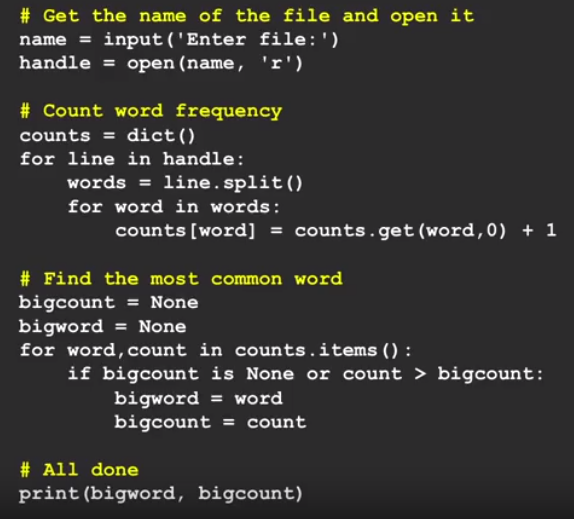 # Get the name of the file and open it
name = input('Enter file:')
handle = open(name, 'r')

# Count word frequency
counts = dict()
for line in handle:
    words = line.split()
    for word in words:
        counts[word] = counts.get(word,0) + 1

# Find the most common word
bigcount = None
bigword = None
for word,count in counts.items():
    if bigcount is None or count > bigcount:
        bigword = word
        bigcount = count

# All done
print(bigword, bigcount)